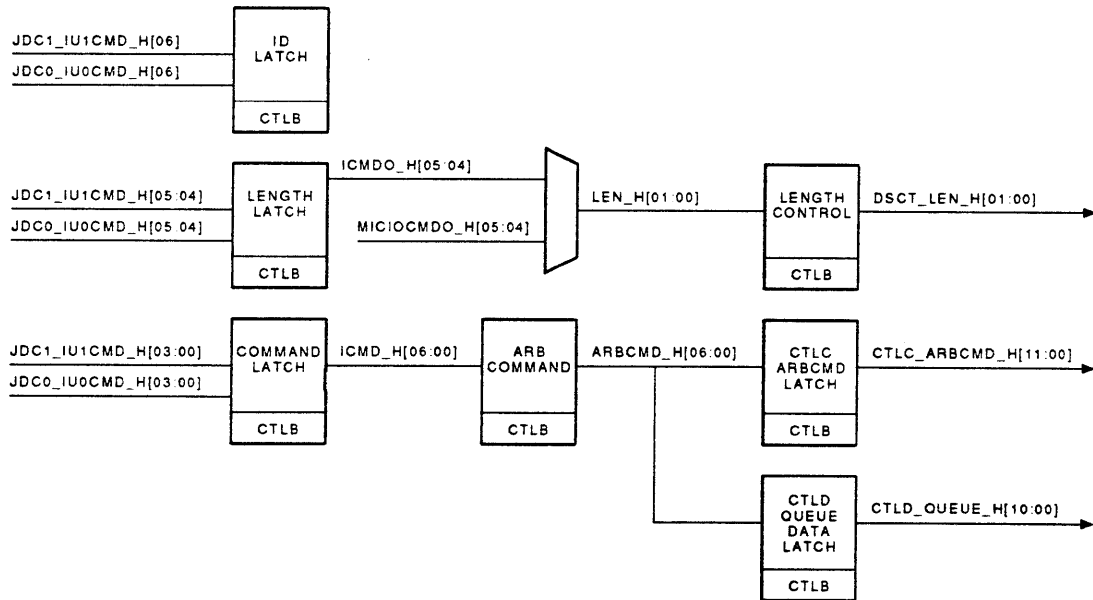 JDC1_IU1CMD_H[06]
JDC0_IU0CMD_H[06]
ID
LATCH
CTLB
JDC1_IU1CMD_H[05:04]
JDC0_IU0CMD_H[05:04]
LENGTH
LATCH
CTLB
ICMDO_H[05:04]
MICIOCMDO_H[05:04]
LEN_H[01:00]
LENGTH
CONTROL
CTLB
DSCT_LEN_H[01:00]
JDC1_IU1CMD_H[03:00]
JDC0_IU0CMD_H[03:00]
COMMAND
LATCH
CTLB
ICMD_H[06:00]
ARB
COMMAND
CTLB
ARBCMD_H[06:00]
CTLC
ARBCMD
LATCH
CTLB
CTLC_ARBCMD_H[11:00]
CTLD
QUEUE
DATA
LATCH
CTLB
CTLD_QUEUE_H[10:00]